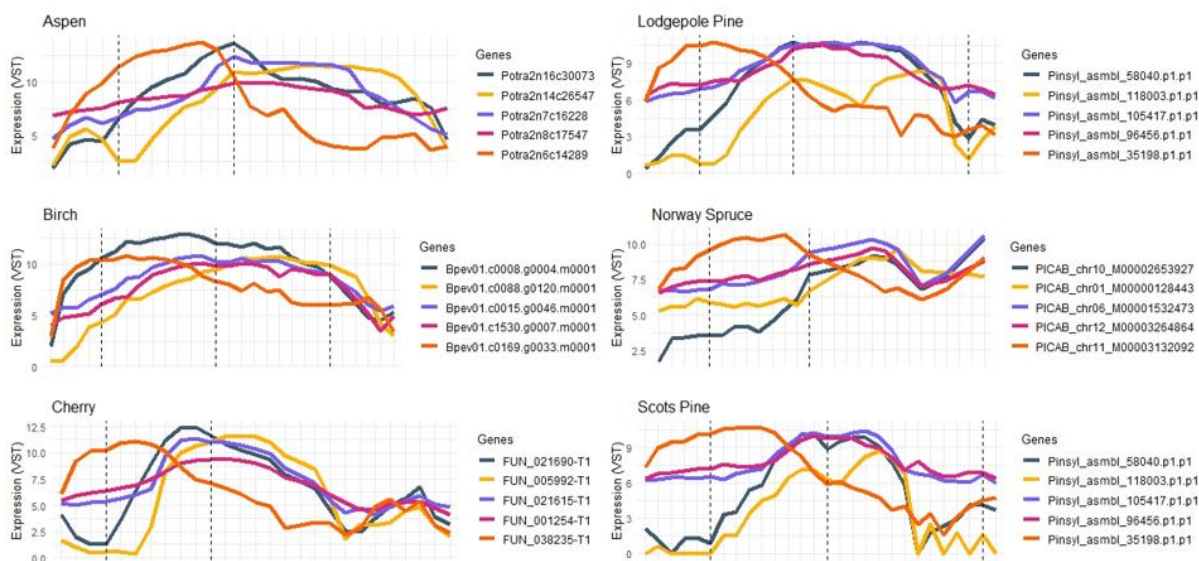 Aspen
Expression (VST)
10
5
Genes
Potra2n16c30073
Potra2n14c26547
Potra2n7c16228
Potra2n8c17547
Potra2n6c14289
Lodgepole Pine
Expression (VST)
9
6
3
0
Genes
Pinsyl_asmbl_58040.p1.p1
Pinsyl_asmbl_118003.p1.p1
Pinsyl_asmbl_105417.p1.p1
Pinsyl_asmbl_96456.p1.p1
Pinsyl_asmbl_35198.p1.p1
Birch
Expression (VST)
10
5
0
Genes
Bpev01.c0008.g0004.m0001
Bpev01.c0088.g0120.m0001
Bpev01.c0015.g0046.m0001
Bpev01.c1530.g0007.m0001
Bpev01.c0169.g0033.m0001
Norway Spruce
Expression (VST)
10.0
7.5
5.0
2.5
Genes
PICAB_chr10_M00002653927
PICAB_chr01_M00000128443
PICAB_chr06_M00001532473
PICAB_chr12_M00003264864
PICAB_chr11_M00003132092
Cherry
Expression (VST)
12.5
10.0
7.5
5.0
2.5
0.0
Genes
FUN_021690-T1
FUN_005992-T1
FUN_021615-T1
FUN_001254-T1
FUN_038235-T1
Scots Pine
Expression (VST)
9
6
3
0
Genes
Pinsyl_asmbl_58040.p1.p1
Pinsyl_asmbl_118003.p1.p1
Pinsyl_asmbl_105417.p1.p1
Pinsyl_asmbl_96456.p1.p1
Pinsyl_asmbl_35198.p1.p1